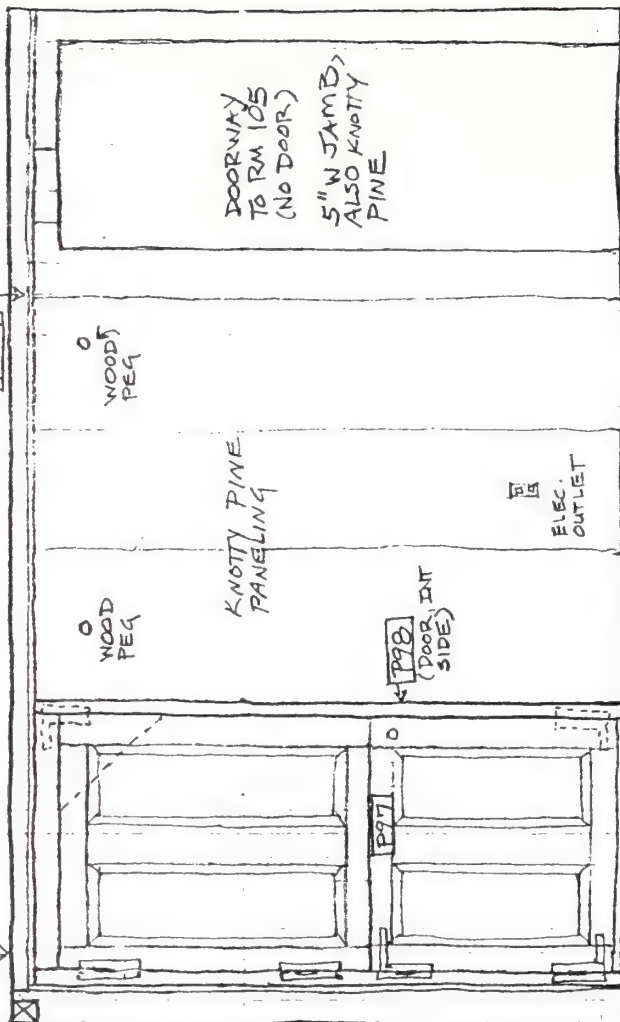 DOORWAY
TO RM 105
(NO DOOR)
5" W JAMB,
ALSO KNOTTY
PINE
WOOD
PEG
KNOTTY PINE
PANELING
ELEC.
OUTLET
WOOD
PEG
P98
(DOOR, INT
SIDE)
P97